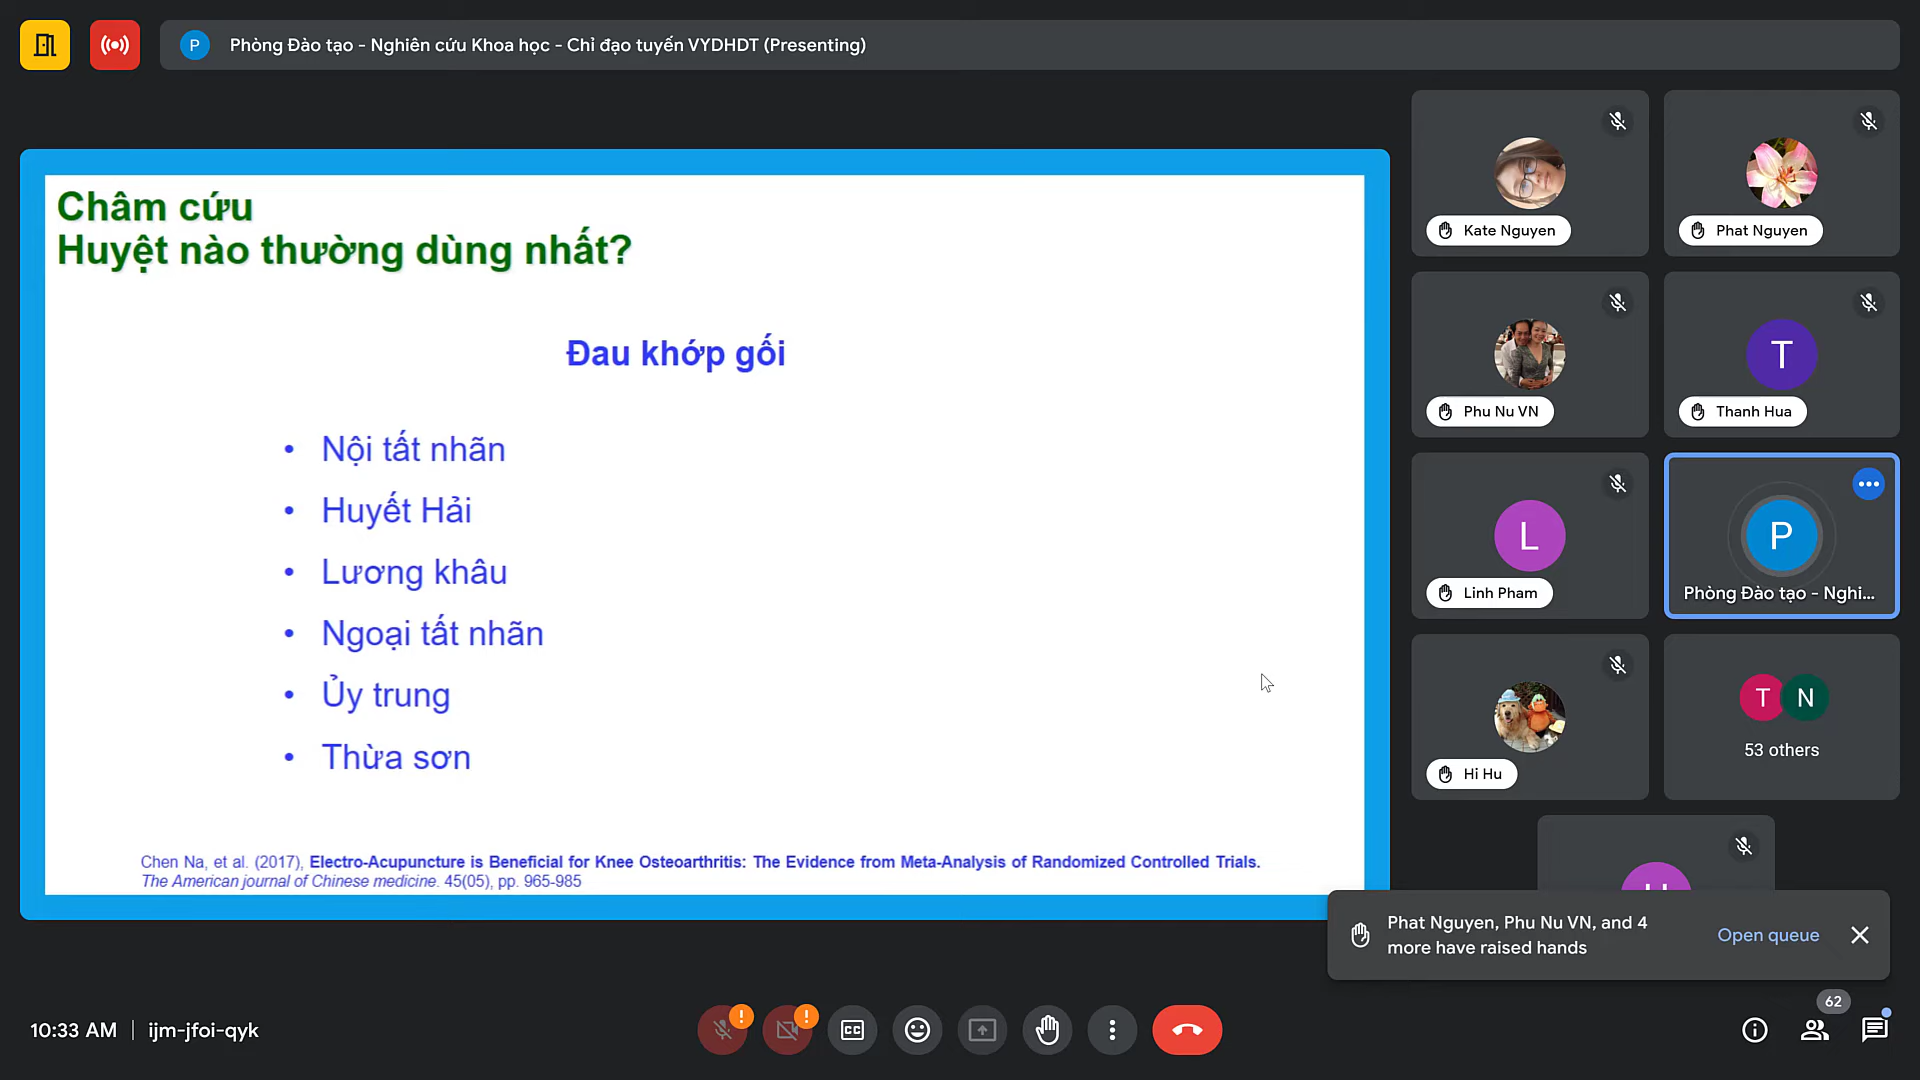 P Phòng Đào tạo - Nghiên cứu Khoa học - Chỉ đạo tuyến VYDHDT (Presenting)
Châm cứu
Huyệt nào thường dùng nhất?
Đau khớp gối
• Nội tất nhãn
• Huyết Hải
• Lương khâu
• Ngoại tất nhãn
• Ủy trung
• Thừa sơn
Chen Na, et al. (2017), Electro-Acupuncture is Beneficial for Knee Osteoarthritis: The Evidence from Meta-Analysis of Randomized Controlled Trials.
The American journal of Chinese medicine. 45(05), pp. 965-985
Kate Nguyen
Phat Nguyen
Phu Nu VN
T
Thanh Hua
L
Linh Pham
P
Phòng Đào tạo - Nghi...
Hi Hu
T N
53 others
Phat Nguyen, Phu Nu VN, and 4
more have raised hands
Open queue
10:33 AM | ijm-jfoi-qyk
! !
CC
62